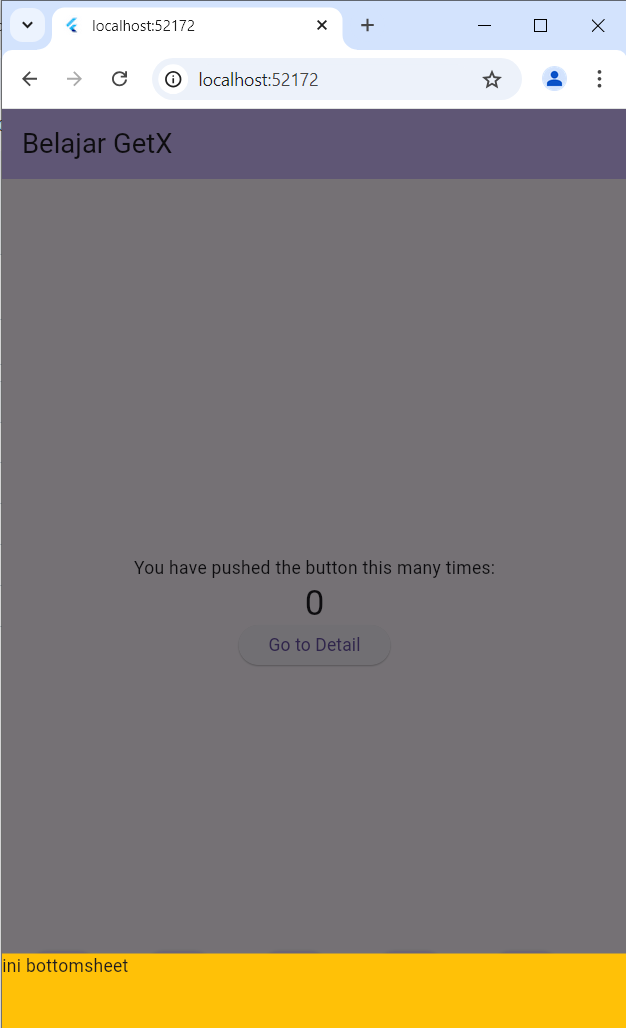 localhost:52172
localhost:52172
Belajar GetX
You have pushed the button this many times:
0
Go to Detail
ini bottomsheet